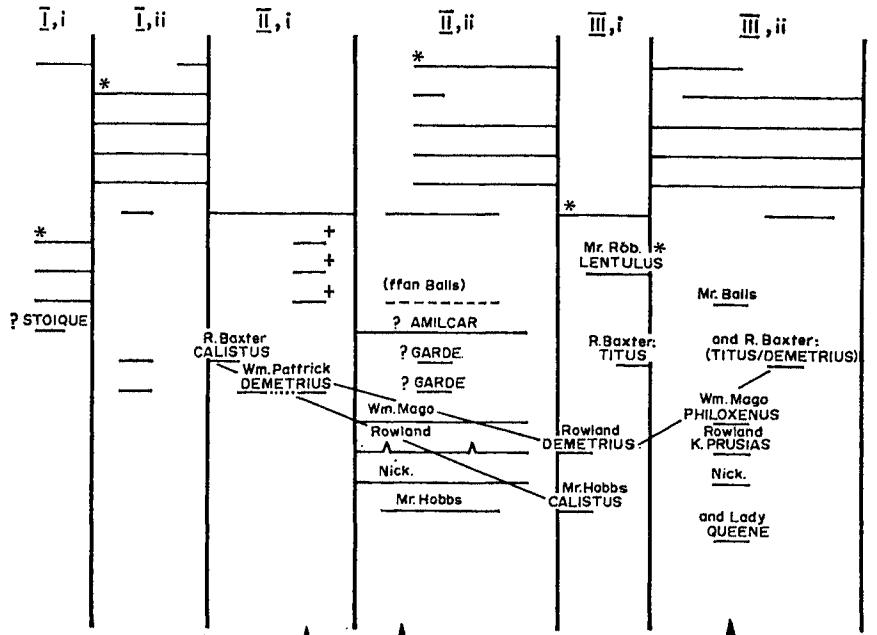 I,i I,ii II,i II,ii III,i III,ii
*
*
*
*
+
Mr. Rob. *
LENTULUS
+
(ffan Balls)
+
Mr. Balls
? STOIQUE
? AMILCAR
R. Baxter
CALISTUS
? GARDE.
R.Baxter:
TITUS
and R. Baxter:
(TITUS/DEMETRIUS)
Wm. Pattrick
DEMETRIUS
? GARDE
Wm. Mago
Wm. Mago
PHILOXENUS
Rowland
Rowland
DEMETRIUS
Rowland
K. PRUSIAS
Nick.
Nick.
Mr. Hobbs
Mr. Hobbs
CALISTUS
and Lady
QUEENE